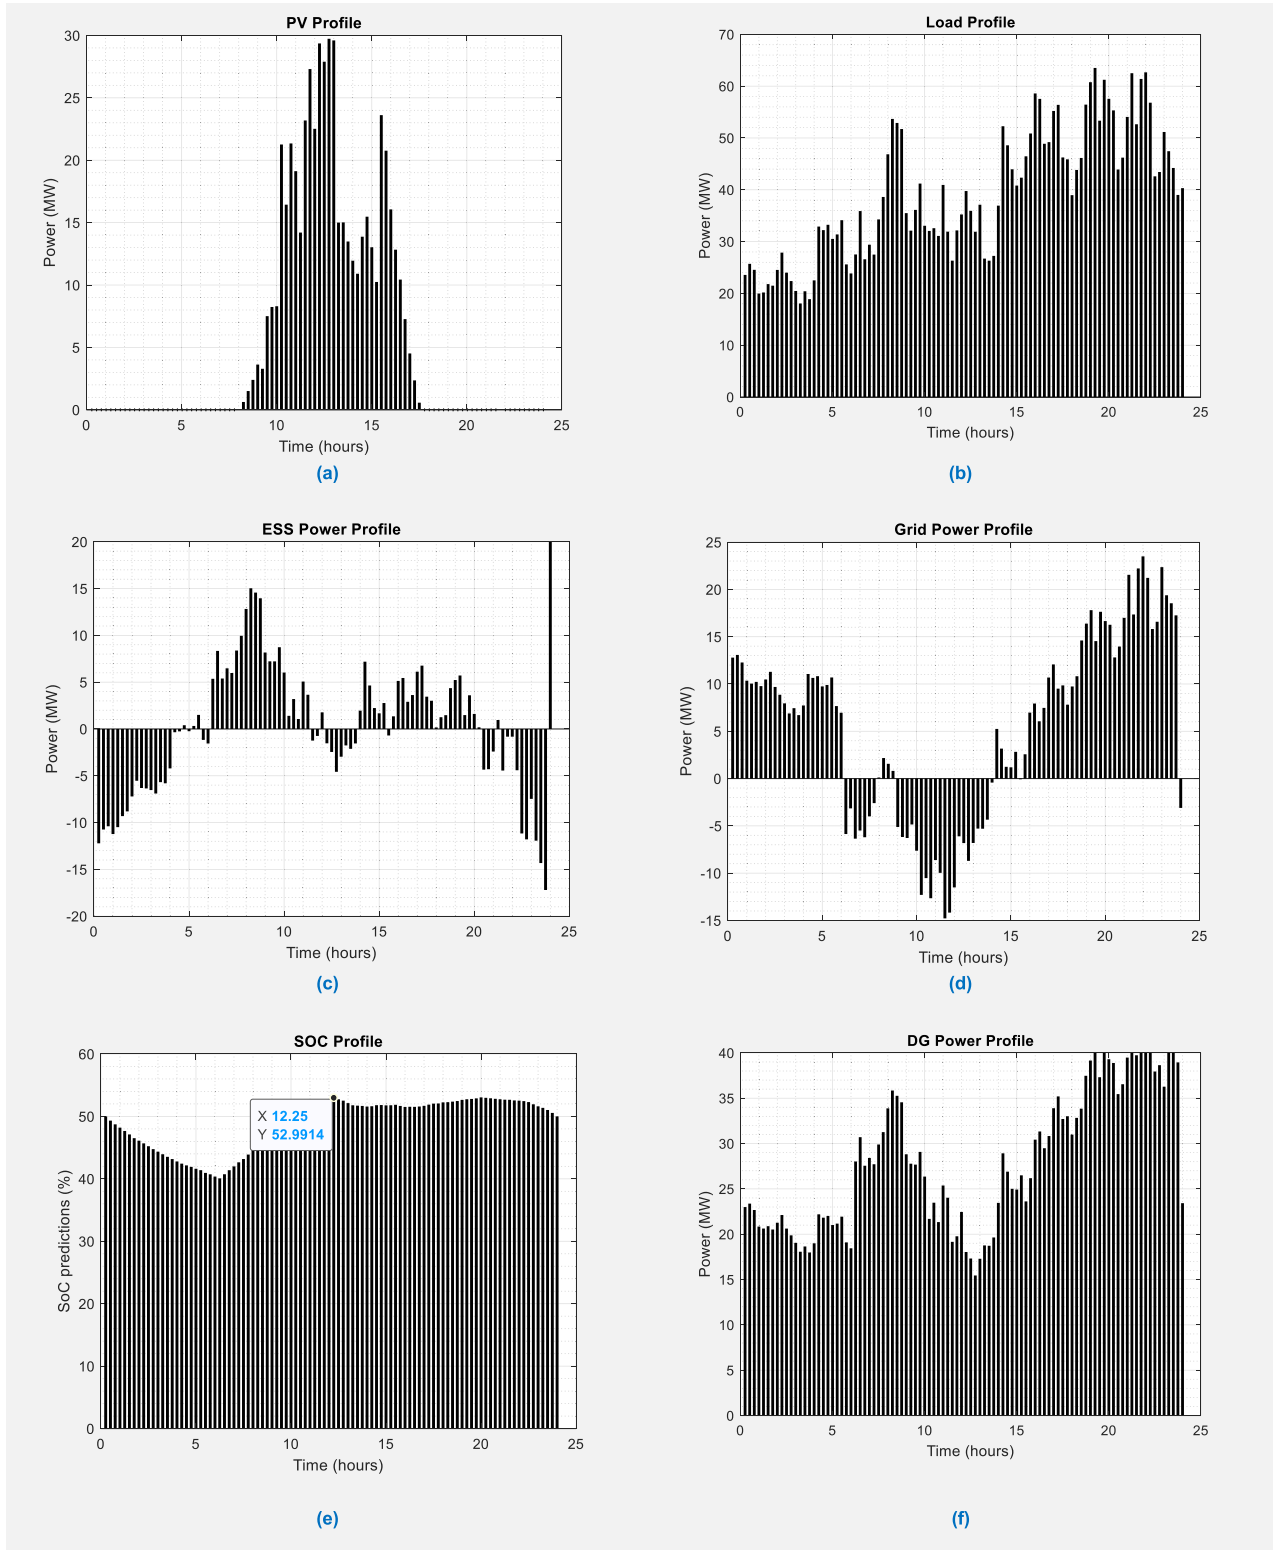 PV Profile
30
25
20
15
10
5
0
Power (MW)
0 5 10 15 20 25
Time (hours)
(a)
Load Profile
70
60
50
40
30
20
10
0
Power (MW)
0 5 10 15 20 25
Time (hours)
(b)
ESS Power Profile
20
15
10
5
0
-5
-10
-15
-20
Power (MW)
0 5 10 15 20 25
Time (hours)
(c)
Grid Power Profile
25
20
15
10
5
0
-5
-10
-15
Power (MW)
0 5 10 15 20 25
Time (hours)
(d)
SOC Profile
60
50
40
30
20
10
0
SoC predictions (%)
X 12.25
Y 52.9914
0 5 10 15 20 25
Time (hours)
(e)
DG Power Profile
40
35
30
25
20
15
10
5
0
Power (MW)
0 5 10 15 20 25
Time (hours)
(f)